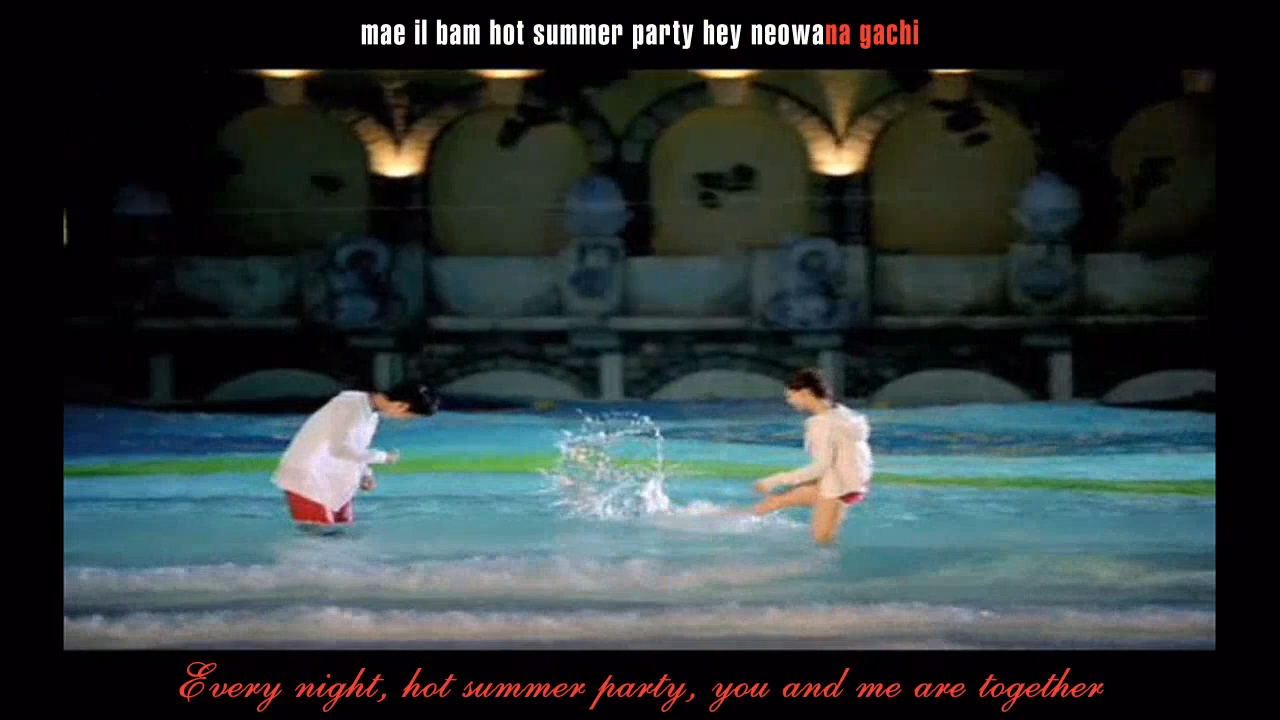 mae il bam hot summer party hey neowana gachi
Every night, hot summer party, you and me are together